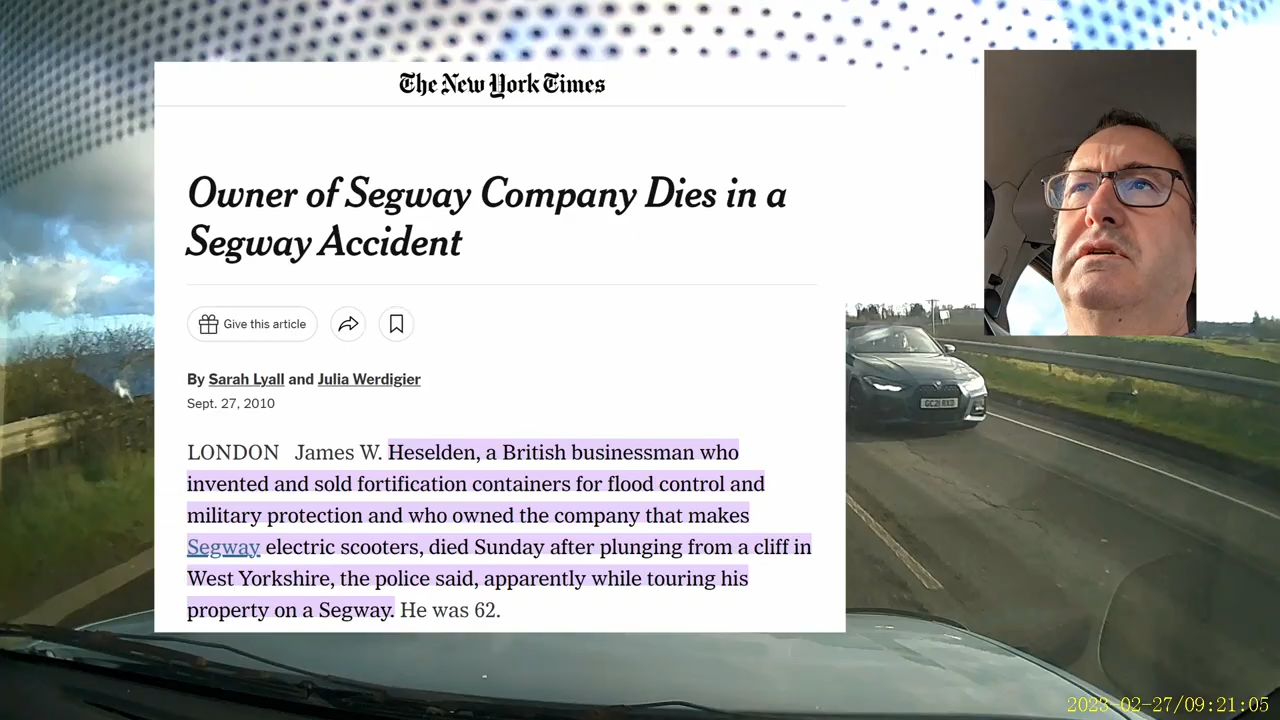 The New York Times
Owner of Segway Company Dies in a
Segway Accident
Give this article
By Sarah Lyall and Julia Werdigier
Sept. 27, 2010
LONDON James W. Heselden, a British businessman who
invented and sold fortification containers for flood control and
military protection and who owned the company that makes
Segway electric scooters, died Sunday after plunging from a cliff in
West Yorkshire, the police said, apparently while touring his
property on a Segway. He was 62.
GC21 RXD
2023-02-27/09:21:05